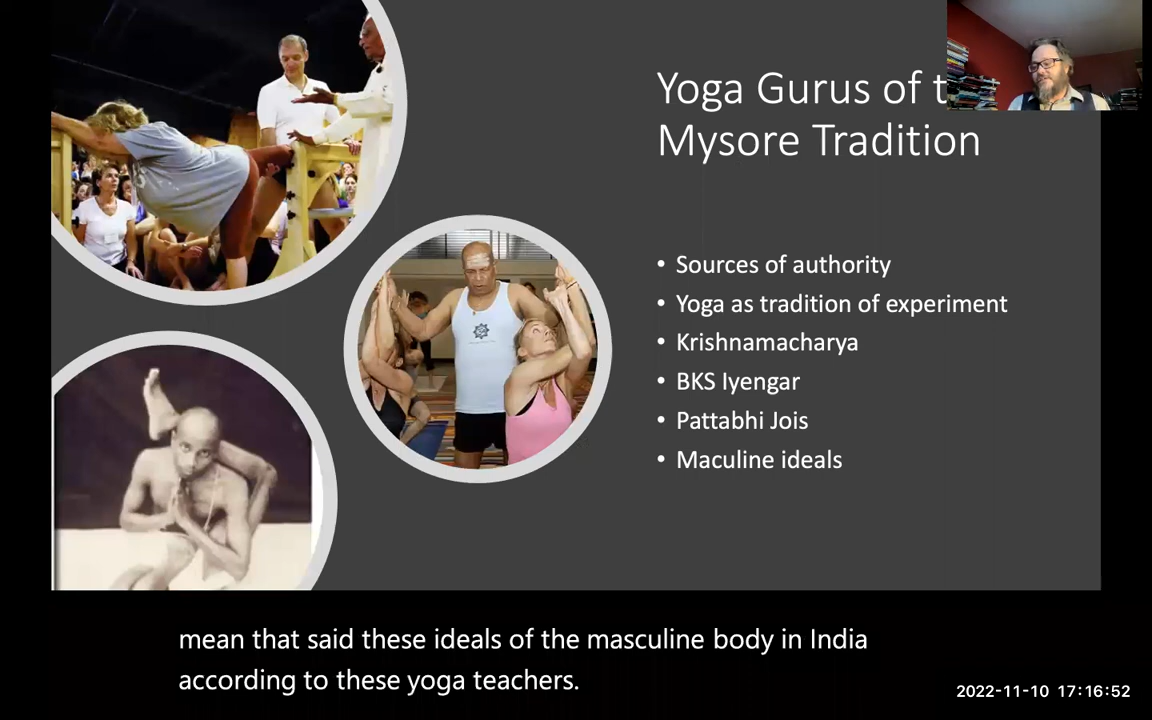 Yoga Gurus of t
Mysore Tradition
• Sources of authority
• Yoga as tradition of experiment
• Krishnamacharya
• BKS Iyengar
• Pattabhi Jois
• Maculine ideals
mean that said these ideals of the masculine body in India
according to these yoga teachers.
2022-11-10 17:16:52